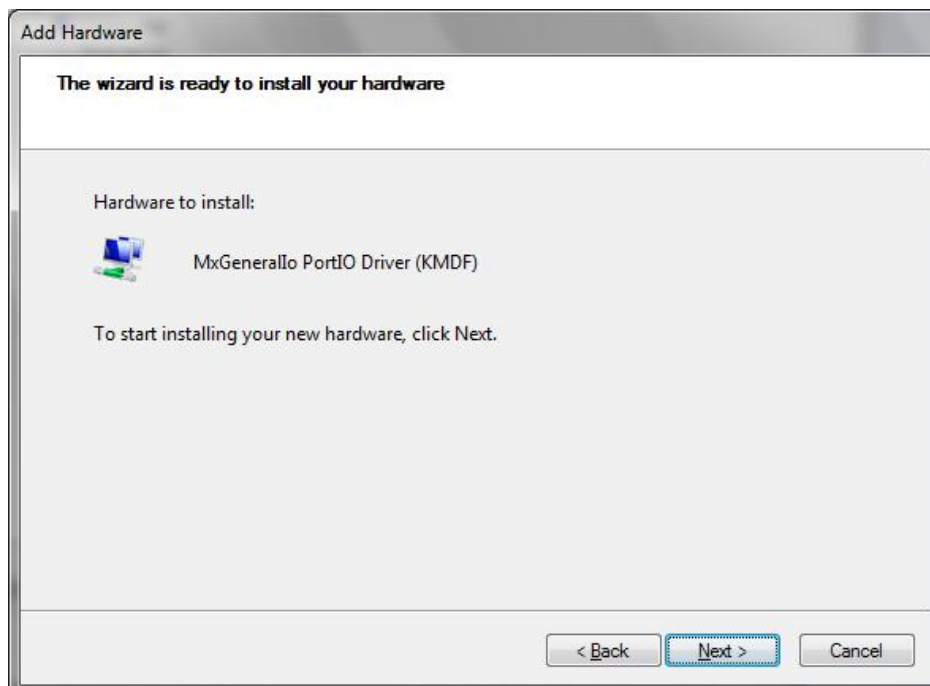 Add Hardware
The wizard is ready to install your hardware
Hardware to install:
MxGeneralIo PortIO Driver (KMDF)
To start installing your new hardware, click Next.
< Back
Next >
Cancel